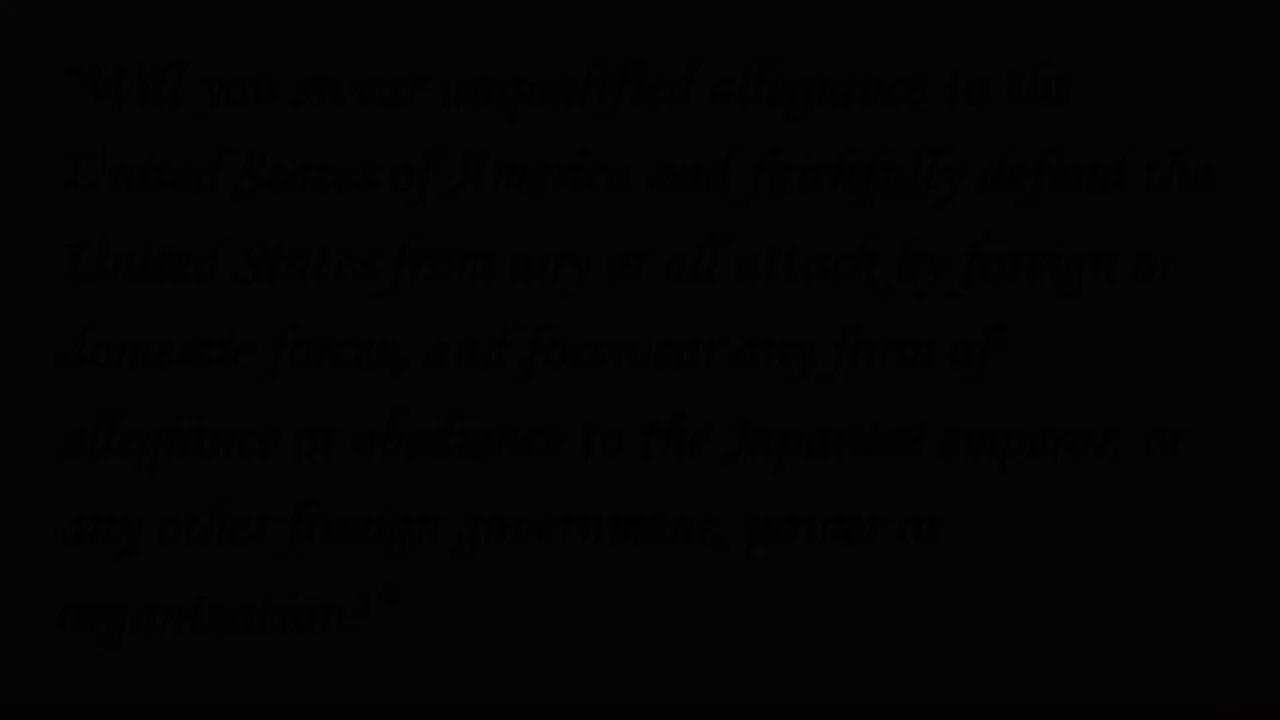 "Will you swear unqualified allegiance to the
United States of America and faithfully defend the
United States from any or all attack by foreign or
domestic forces, and forswear any form of
allegiance or obedience to the Japanese emperor, or
any other foreign government, power or
organization?"